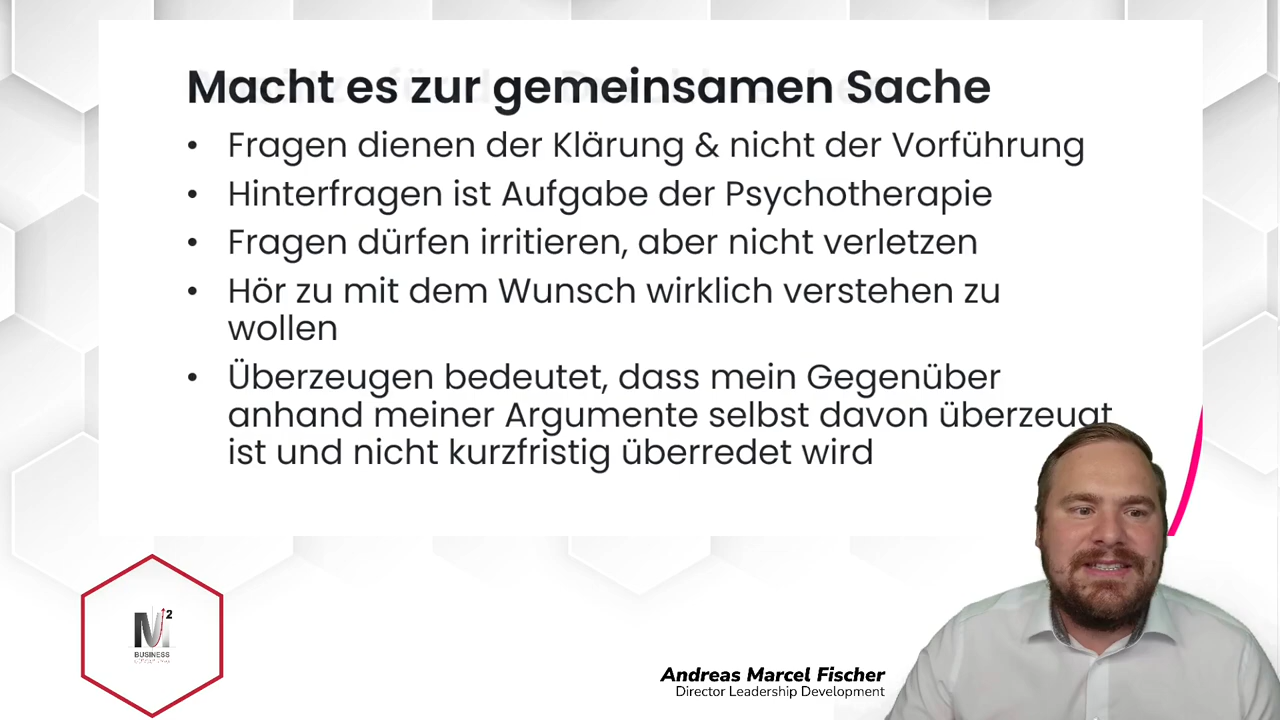 Macht es zur gemeinsamen Sache
• Fragen dienen der Klärung & nicht der Vorführung
• Hinterfragen ist Aufgabe der Psychotherapie
• Fragen dürfen irritieren, aber nicht verletzen
• Hör zu mit dem Wunsch wirklich verstehen zu
wollen
• Überzeugen bedeutet, dass mein Gegenüber
anhand meiner Argumente selbst davon überzeugt
ist und nicht kurzfristig überredet wird
M²
BUSINESS
Andreas Marcel Fischer
Director Leadership Development